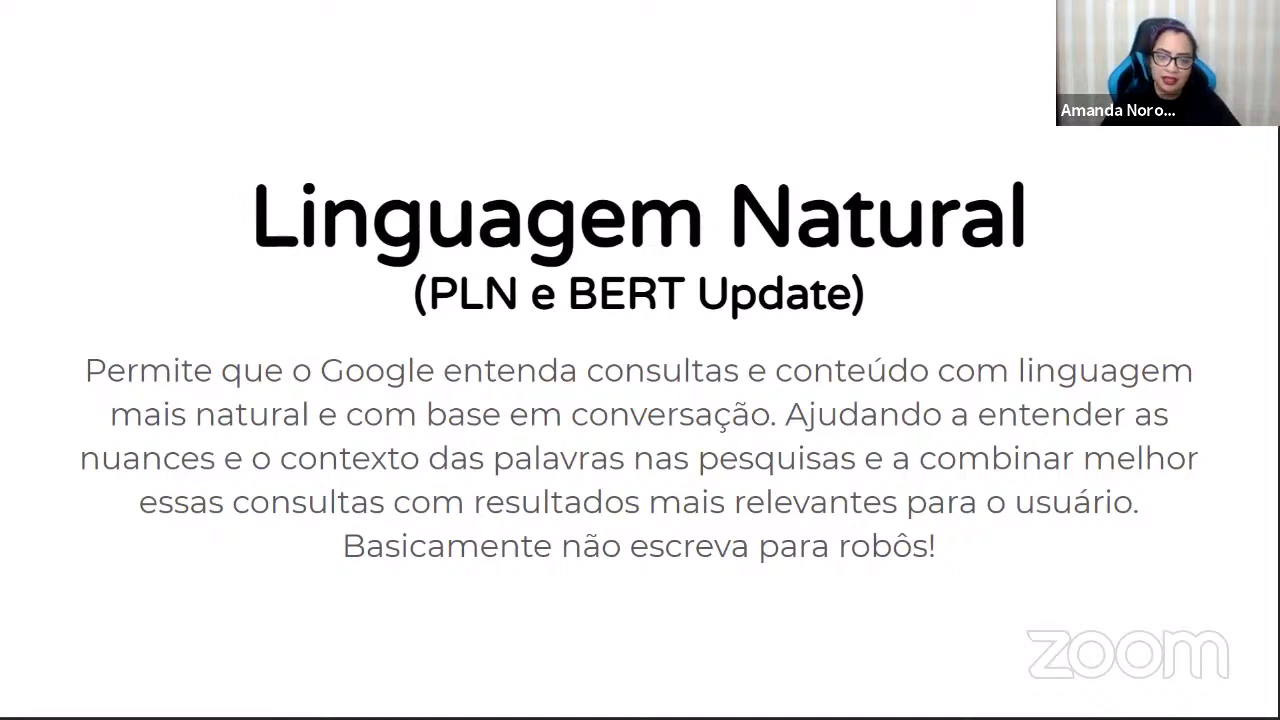 Amanda Noro...
Linguagem Natural
(PLN e BERT Update)
Permite que o Google entenda consultas e conteúdo com linguagem
mais natural e com base em conversação. Ajudando a entender as
nuances e o contexto das palavras nas pesquisas e a combinar melhor
essas consultas com resultados mais relevantes para o usuário.
Basicamente não escreva para robôs!
zoom